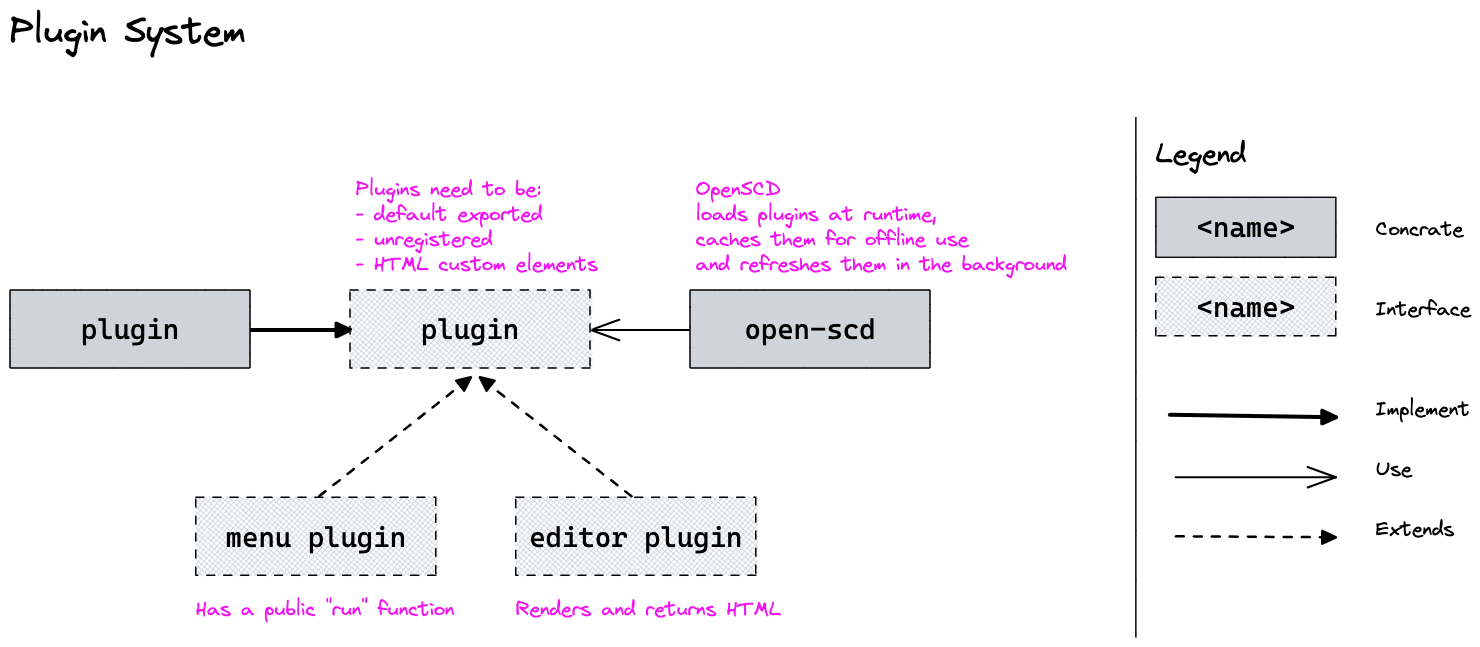 Plugin System
Plugins need to be:
- default exported
- unregistered
- HTML custom elements
OpenSCD
loads plugins at runtime,
caches them for offline use
and refreshes them in the background
plugin
plugin
open-scd
menu plugin
editor plugin
Has a public "run" function
Renders and returns HTML
Legend
<name>
Concrate
<name>
Interface
Implement
Use
Extends